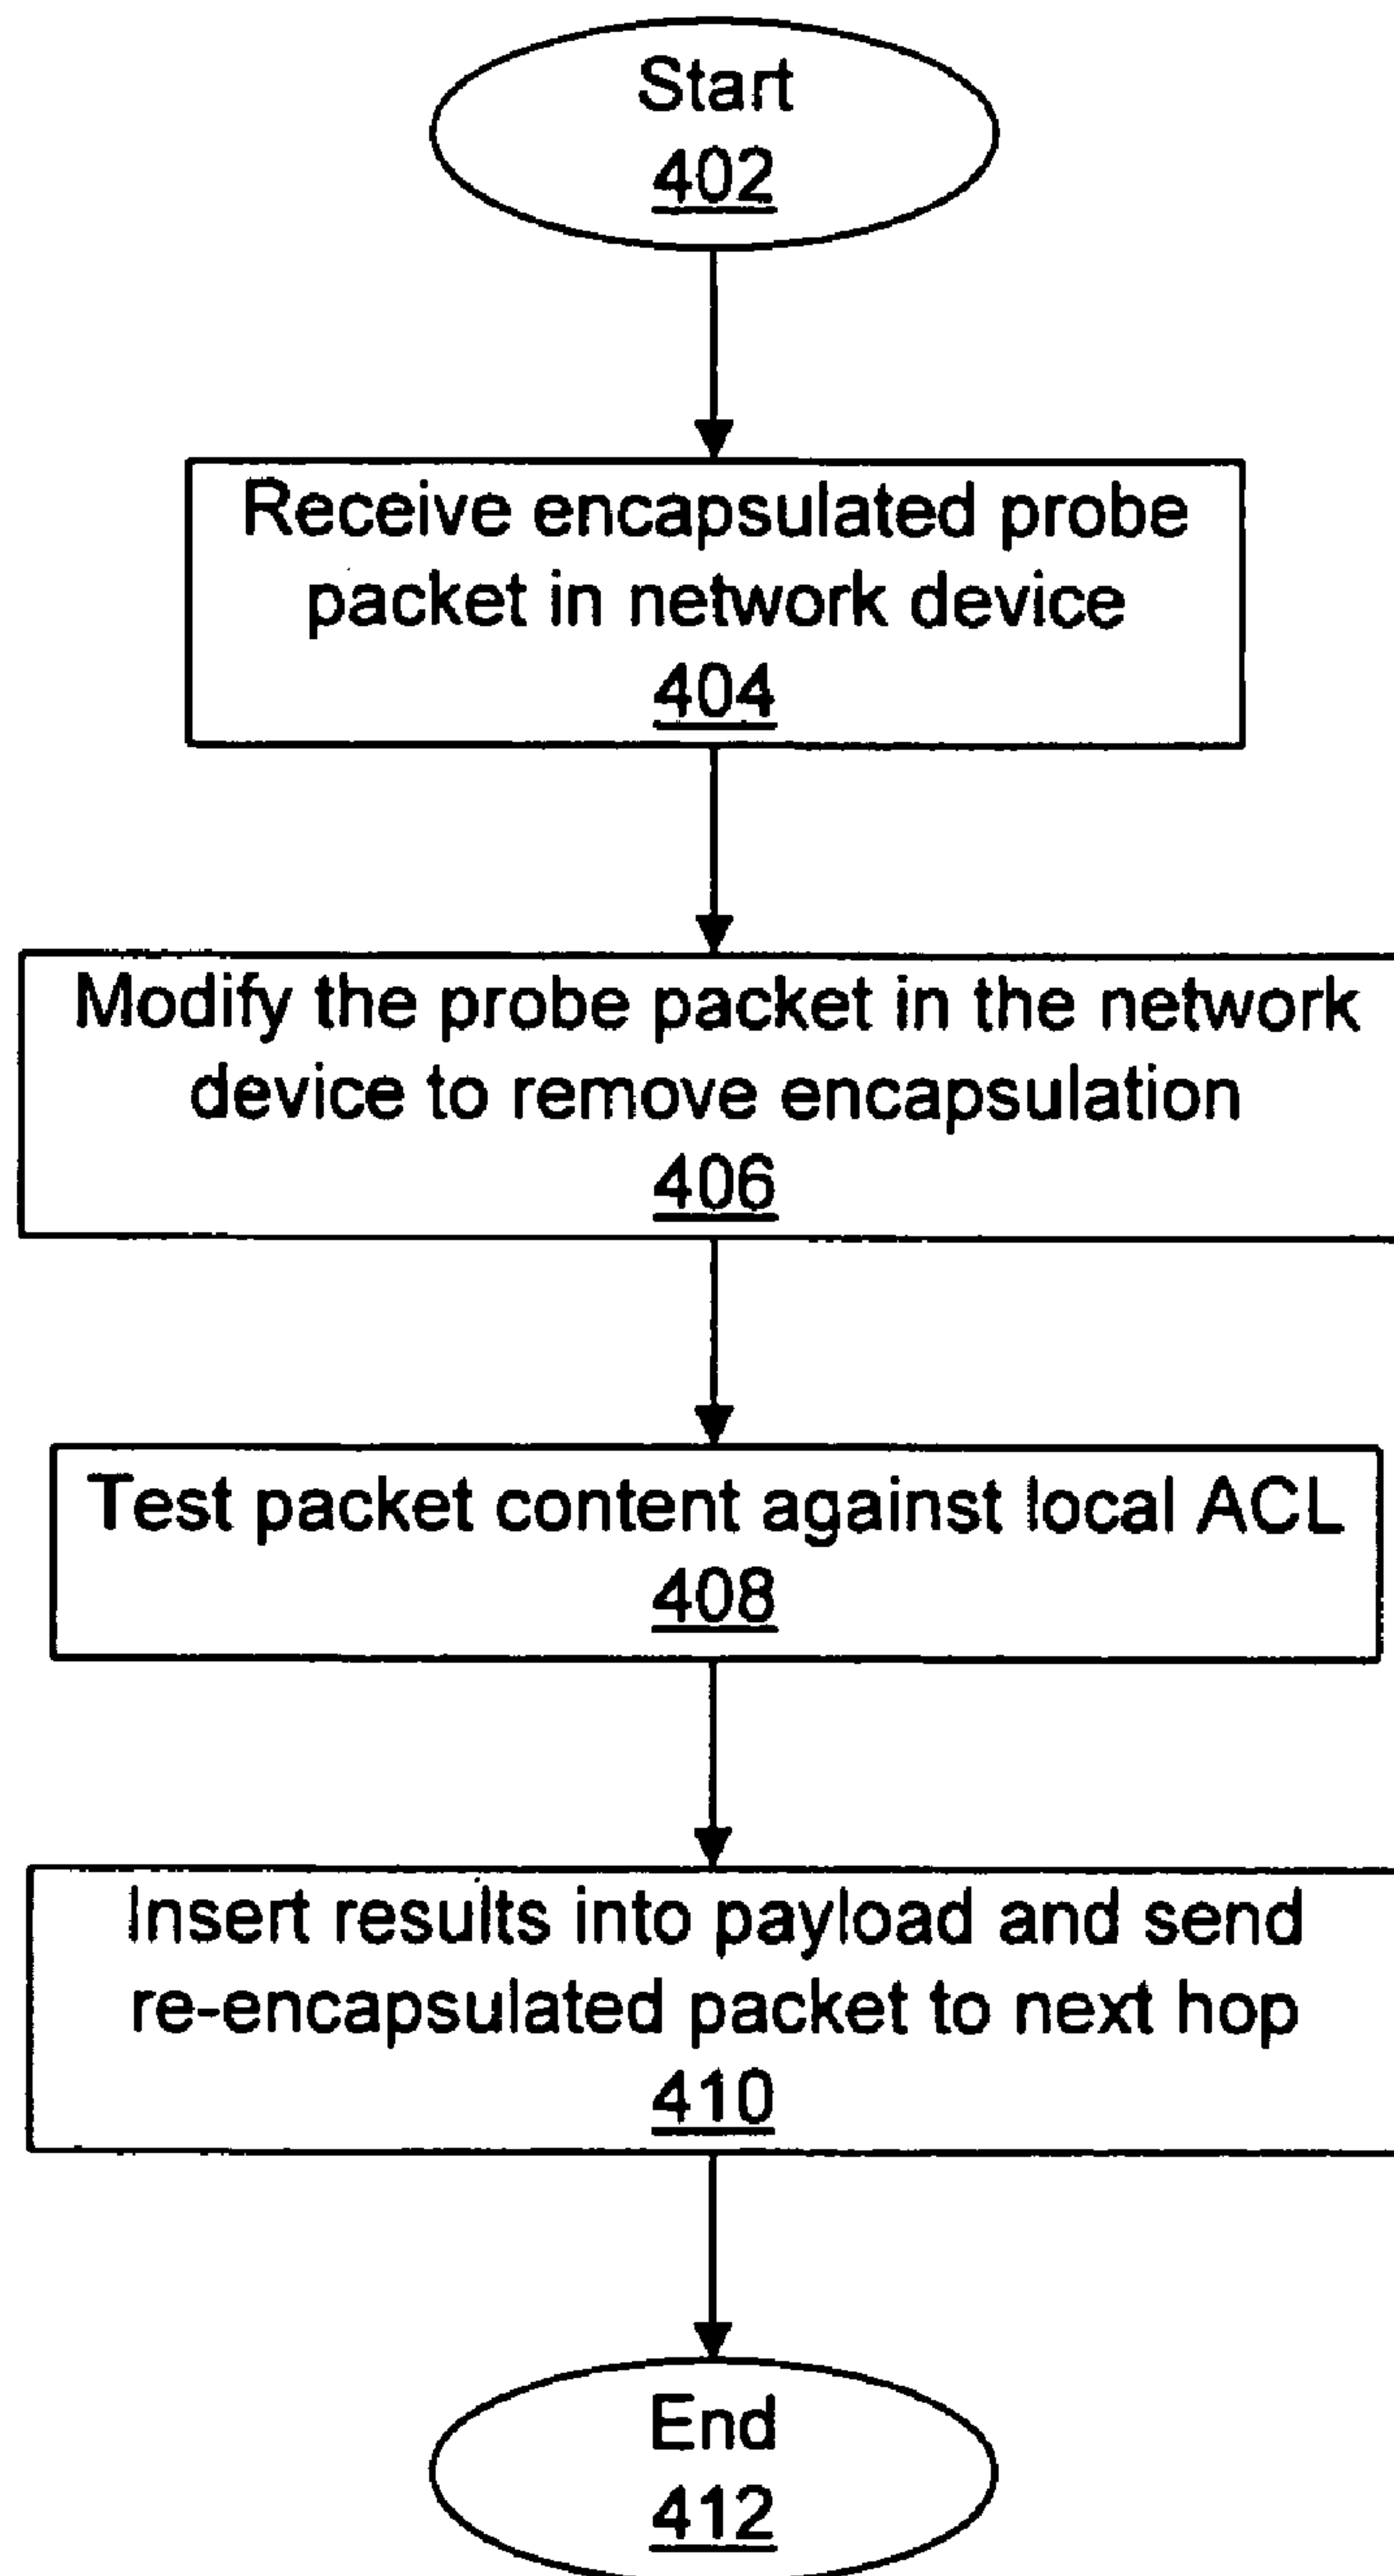 Start
402
Receive encapsulated probe
packet in network device
404
Modify the probe packet in the network
device to remove encapsulation
406
Test packet content against local ACL
408
Insert results into payload and send
re-encapsulated packet to next hop
410
End
412